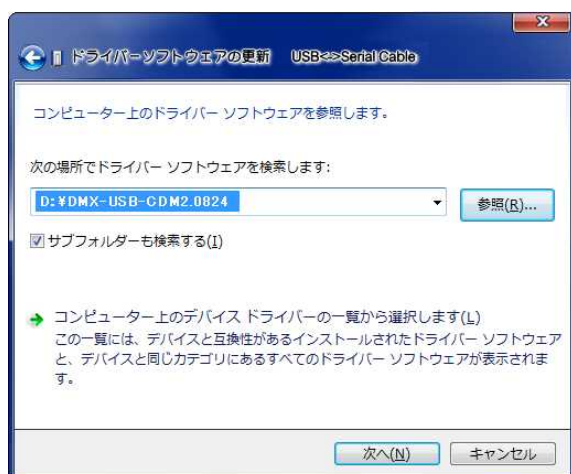 ドライバーソフトウェアの更新 USB<=>Serial Cable
コンピューター上のドライバー ソフトウェアを参照します。
次の場所でドライバー ソフトウェアを検索します:
D:¥DMX-USB-CDM2.0824
参照(R)...
サブフォルダーも検索する(I)
コンピューター上のデバイス ドライバーの一覧から選択します(L)
この一覧には、デバイスと互換性があるインストールされたドライバー ソフトウェア
と、デバイスと同じカテゴリにあるすべてのドライバー ソフトウェアが表示されま
す。
次へ(N)
キャンセル